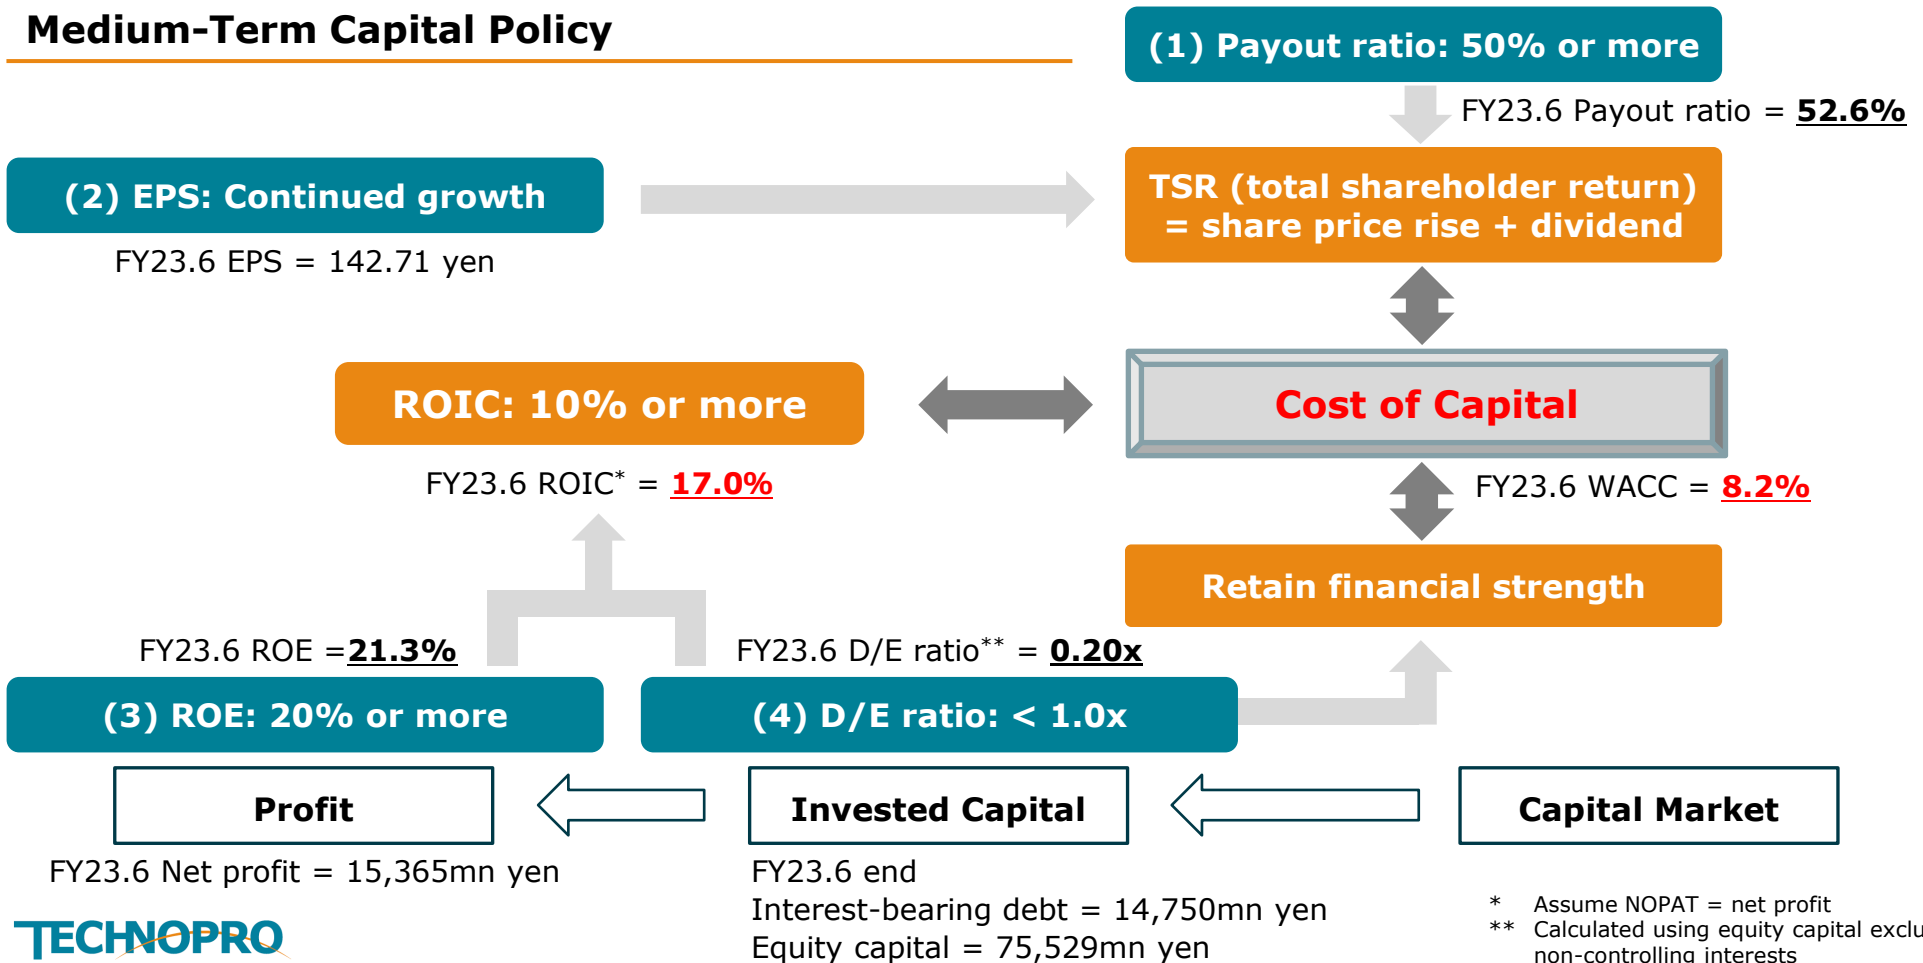 Medium-Term Capital Policy
(1) Payout ratio: 50% or more
FY23.6 Payout ratio = 52.6%
(2) EPS: Continued growth
FY23.6 EPS = 142.71 yen
TSR (total shareholder return)
= share price rise + dividend
ROIC: 10% or more
FY23.6 ROIC* = 17.0%
Cost of Capital
FY23.6 WACC = 8.2%
Retain financial strength
FY23.6 ROE =21.3%
FY23.6 D/E ratio** = 0.20x
(3) ROE: 20% or more
(4) D/E ratio: < 1.0x
Profit
Invested Capital
Capital Market
FY23.6 Net profit = 15,365mn yen
FY23.6 end
Interest-bearing debt = 14,750mn yen
Equity capital = 75,529mn yen
* Assume NOPAT = net profit
** Calculated using equity capital exclu
non-controlling interests
TECHNOPRO